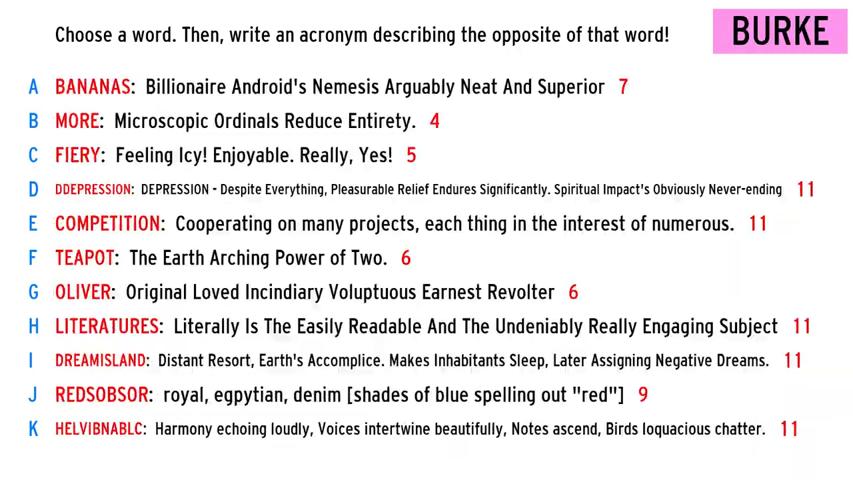 Choose a word. Then, write an acronym describing the opposite of that word!
BURKE
A BANANAS: Billionaire Android's Nemesis Arguably Neat And Superior 7
B MORE: Microscopic Ordinals Reduce Entirety. 4
C FIERY: Feeling Icy! Enjoyable. Really, Yes! 5
D DDEPRESSION: DEPRESSION - Despite Everything, Pleasurable Relief Endures Significantly. Spiritual Impact's Obviously Never-ending 11
E COMPETITION: Cooperating on many projects, each thing in the interest of numerous. 11
F TEAPOT: The Earth Arching Power of Two. 6
G OLIVER: Original Loved Incindiary Voluptuous Earnest Revolter 6
H LITERATURES: Literally Is The Easily Readable And The Undeniably Really Engaging Subject 11
I DREAMISLAND: Distant Resort, Earth's Accomplice. Makes Inhabitants Sleep, Later Assigning Negative Dreams. 11
J REDSOBSOR: royal, egpytian, denim [shades of blue spelling out "red"] 9
K HELVIBNABLC: Harmony echoing loudly, Voices intertwine beautifully, Notes ascend, Birds loquacious chatter. 11